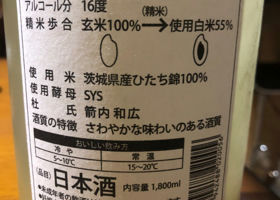 アルコール分 16度
(精米)
精米歩合 玄米100% → 使用白米55%
使用米 茨城県産ひたち錦100%
使用酵母 SYS
杜氏 箭内和広
酒質の特徴 さわやかな味わいのある酒質
おいしい飲み方
冷や 常温
5~10℃ 15~20℃
(品目)日本酒 内容量 1,800ml